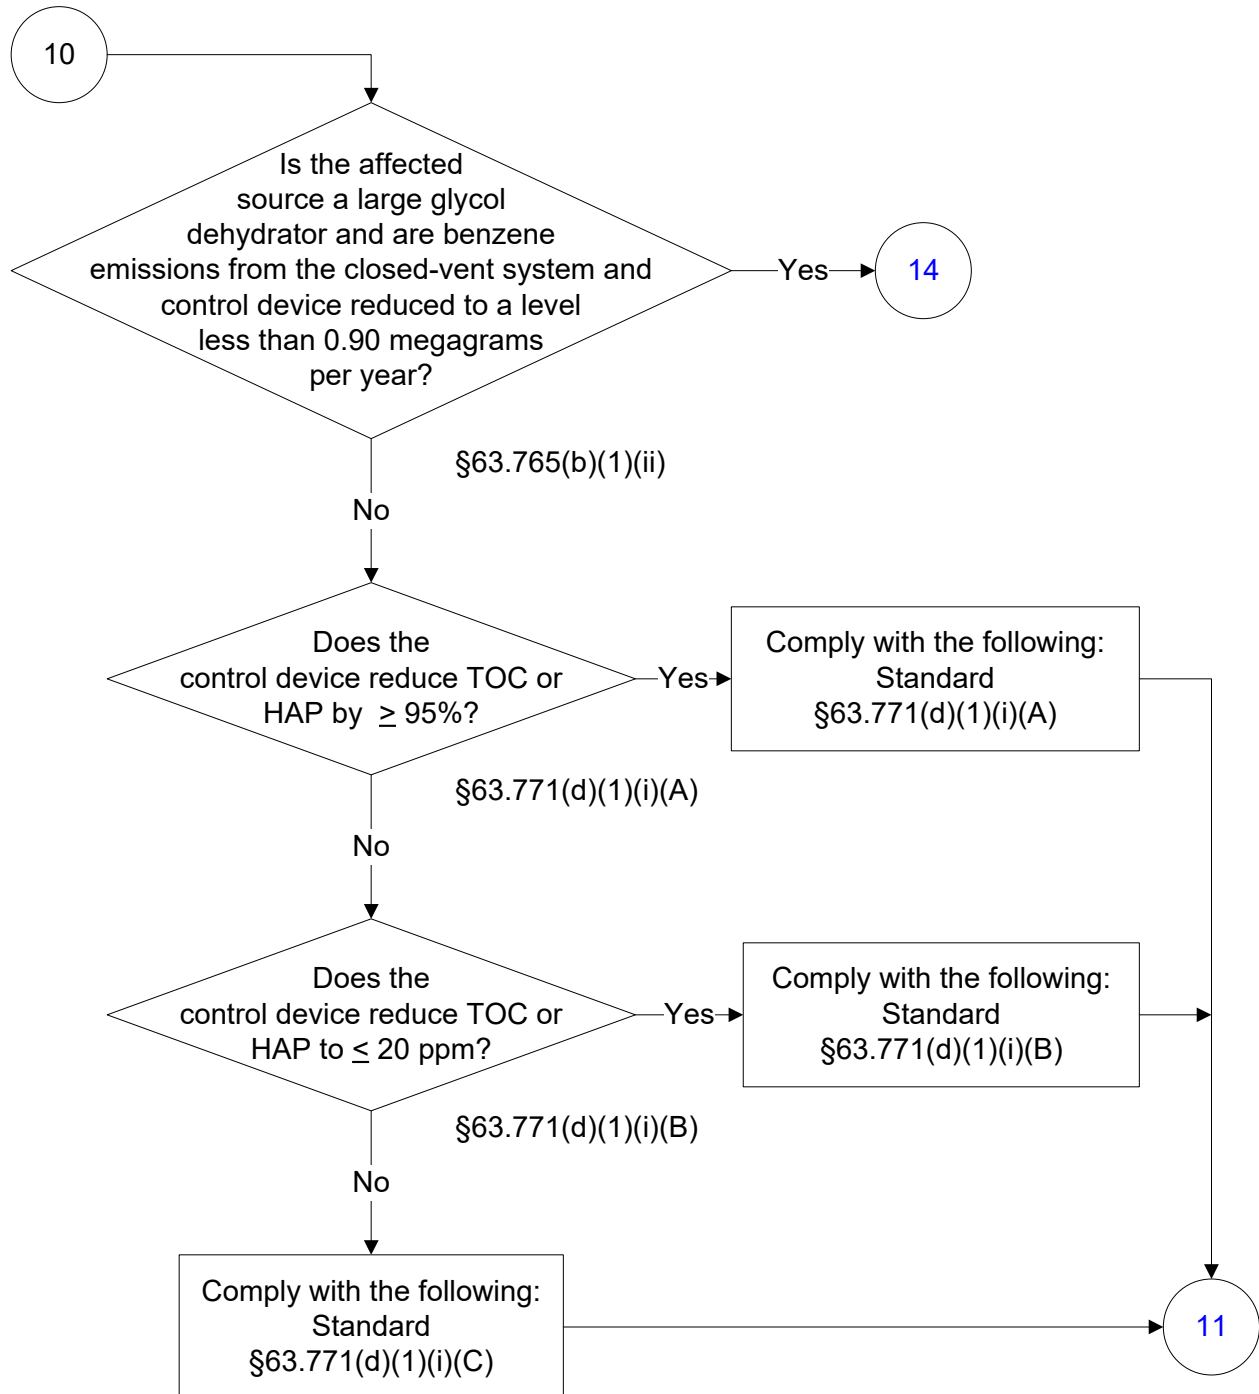 10
Is the affected
source a large glycol
dehydrator and are benzene
emissions from the closed-vent system and
control device reduced to a level
less than 0.90 megagrams
per year?
Yes
14
§63.765(b)(1)(ii)
No
Does the
control device reduce TOC or
HAP by ≥ 95%?
Yes
Comply with the following:
Standard
§63.771(d)(1)(i)(A)
§63.771(d)(1)(i)(A)
No
Does the
control device reduce TOC or
HAP to ≤ 20 ppm?
Yes
Comply with the following:
Standard
§63.771(d)(1)(i)(B)
§63.771(d)(1)(i)(B)
No
Comply with the following:
Standard
§63.771(d)(1)(i)(C)
11